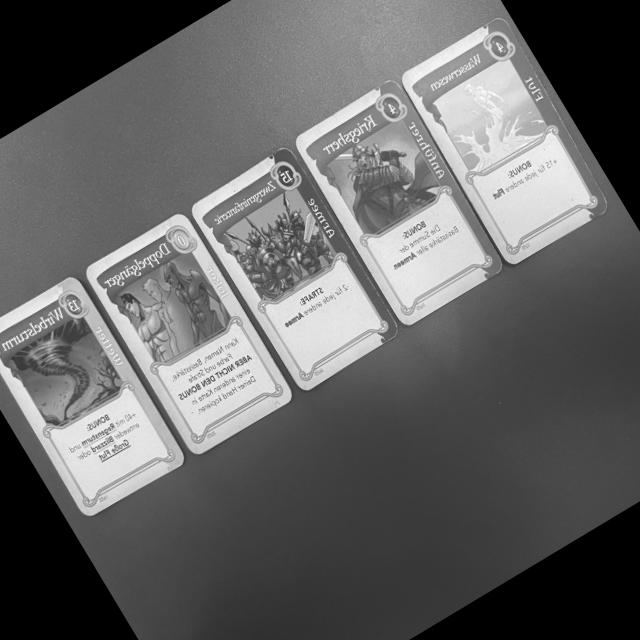 4
Wasserwesen
Flut
BONUS:
+15 für jede andere Flut
4
Kriegsherr
Anführer
BONUS:
Die Summe der
Basisstärke aller Armeen
15
Zwergeninfanterie
Armee
STRAFE:
-2 für jede andere Armee
0
Doppelgänger
Joker
Kann Namen, Basisstärke,
Farbe und Strafe
ABER NICHT DEN BONUS
einer anderen Karte
Deiner Hand kopieren.
13
Wirbelsturm
Wetter
BONUS:
+40, mit Regensturm und
entweder Blizzard oder
Große Flut